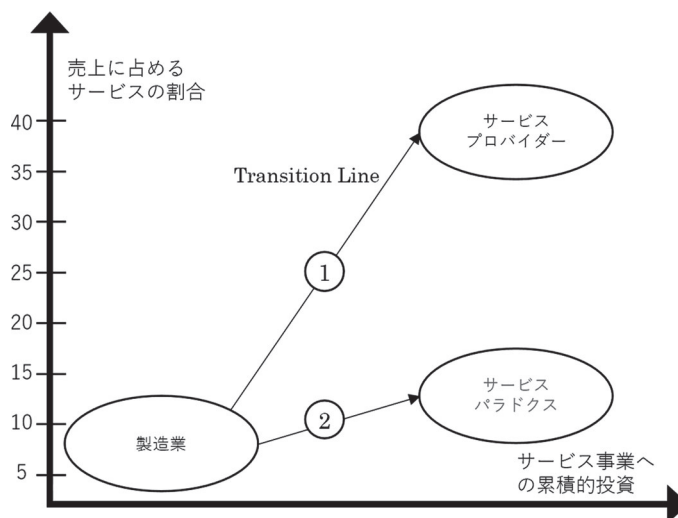 売上に占める
サービスの割合
40
35
30
25
20
15
10
5
サービス
プロバイダー
Transition Line
1
サービス
パラドクス
2
製造業
サービス事業へ
の累積的投資